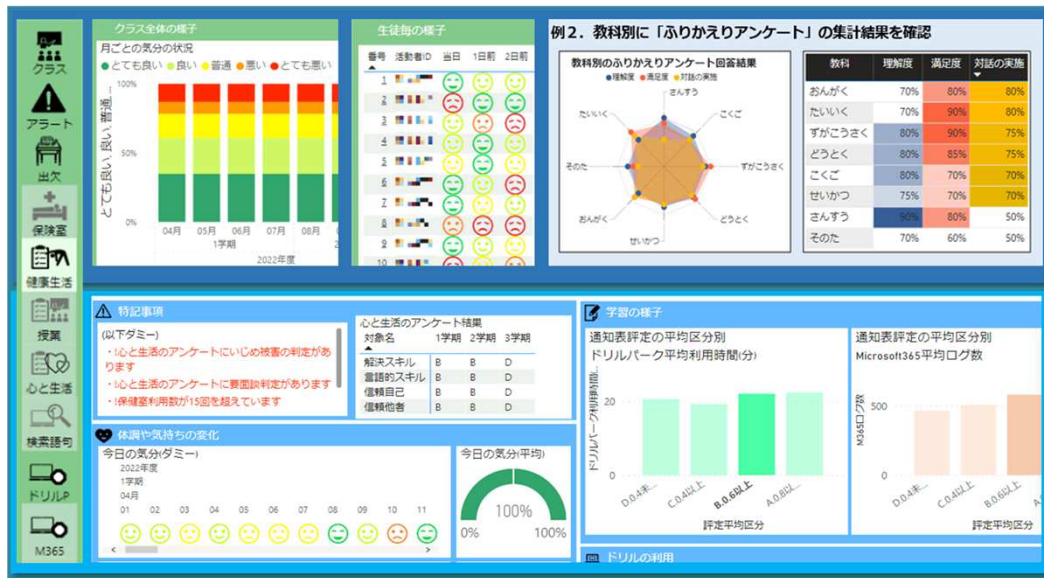 クラス
アラート
出欠
保険室
健康生活
授業
心と生活
検索語句
ドリルP
M365
クラス全体の様子
月ごとの気分の状況
とても良い 良い 普通 悪い とても悪い
とても良い, 良い, 普通, ...
100%
50%
0%
04月 05月 06月 07月 08月
1学期
2022年度
生徒毎の様子
番号 活動者ID 当日 1日前 2日前
1
2
3
4
5
6
7
8
9
10
例2．教科別に「ふりかえりアンケート」の集計結果を確認
教科別のふりかえりアンケート回答結果
理解度 満足度 対話の実施
さんすう
こくご
ずがこうさく
どうとく
せいかつ
おんがく
そのた
たいいく
教科 理解度 満足度 対話の実施
おんがく 70% 80% 80%
たいいく 70% 90% 80%
ずがこうさく 80% 90% 75%
どうとく 80% 85% 75%
こくご 80% 70% 70%
せいかつ 75% 70% 70%
さんすう 90% 80% 50%
そのた 70% 60% 50%
特記事項
(以下ダミー)
・!心と生活のアンケートにいじめ被害の判定があ
ります
・!心と生活のアンケートに要面談判定があります
・!保健室利用数が15回を超えています
心と生活のアンケート結果
対象名 1学期 2学期 3学期
解決スキル B B D
言語的スキル B B D
信頼自己 B B D
信頼他者 B B D
体調や気持ちの変化
今日の気分(ダミー)
2022年度
1学期
04月
01 02 03 04 05 06 07 08 09 10 11
今日の気分(平均)
100%
0% 100%
学習の様子
通知表評定の平均区分別
ドリルパーク平均利用時間(分)
ドリルパーク利用時間...
20
0
D.0.4未... C.0.4以上 B.0.6以上 A.0.8以...
評定平均区分
通知表評定の平均区分別
Microsoft365平均ログ数
M365ログ数
500
0
D.0.4未... C.0.4以上 B.0.6以上
評定平均区分
ドリルの利用